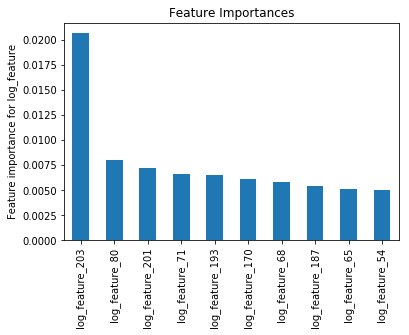 Feature Importances
Feature importance for log_feature
0.0200
0.0175
0.0150
0.0125
0.0100
0.0075
0.0050
0.0025
0.0000
log_feature_203
log_feature_80
log_feature_201
log_feature_71
log_feature_193
log_feature_170
log_feature_68
log_feature_187
log_feature_65
log_feature_54